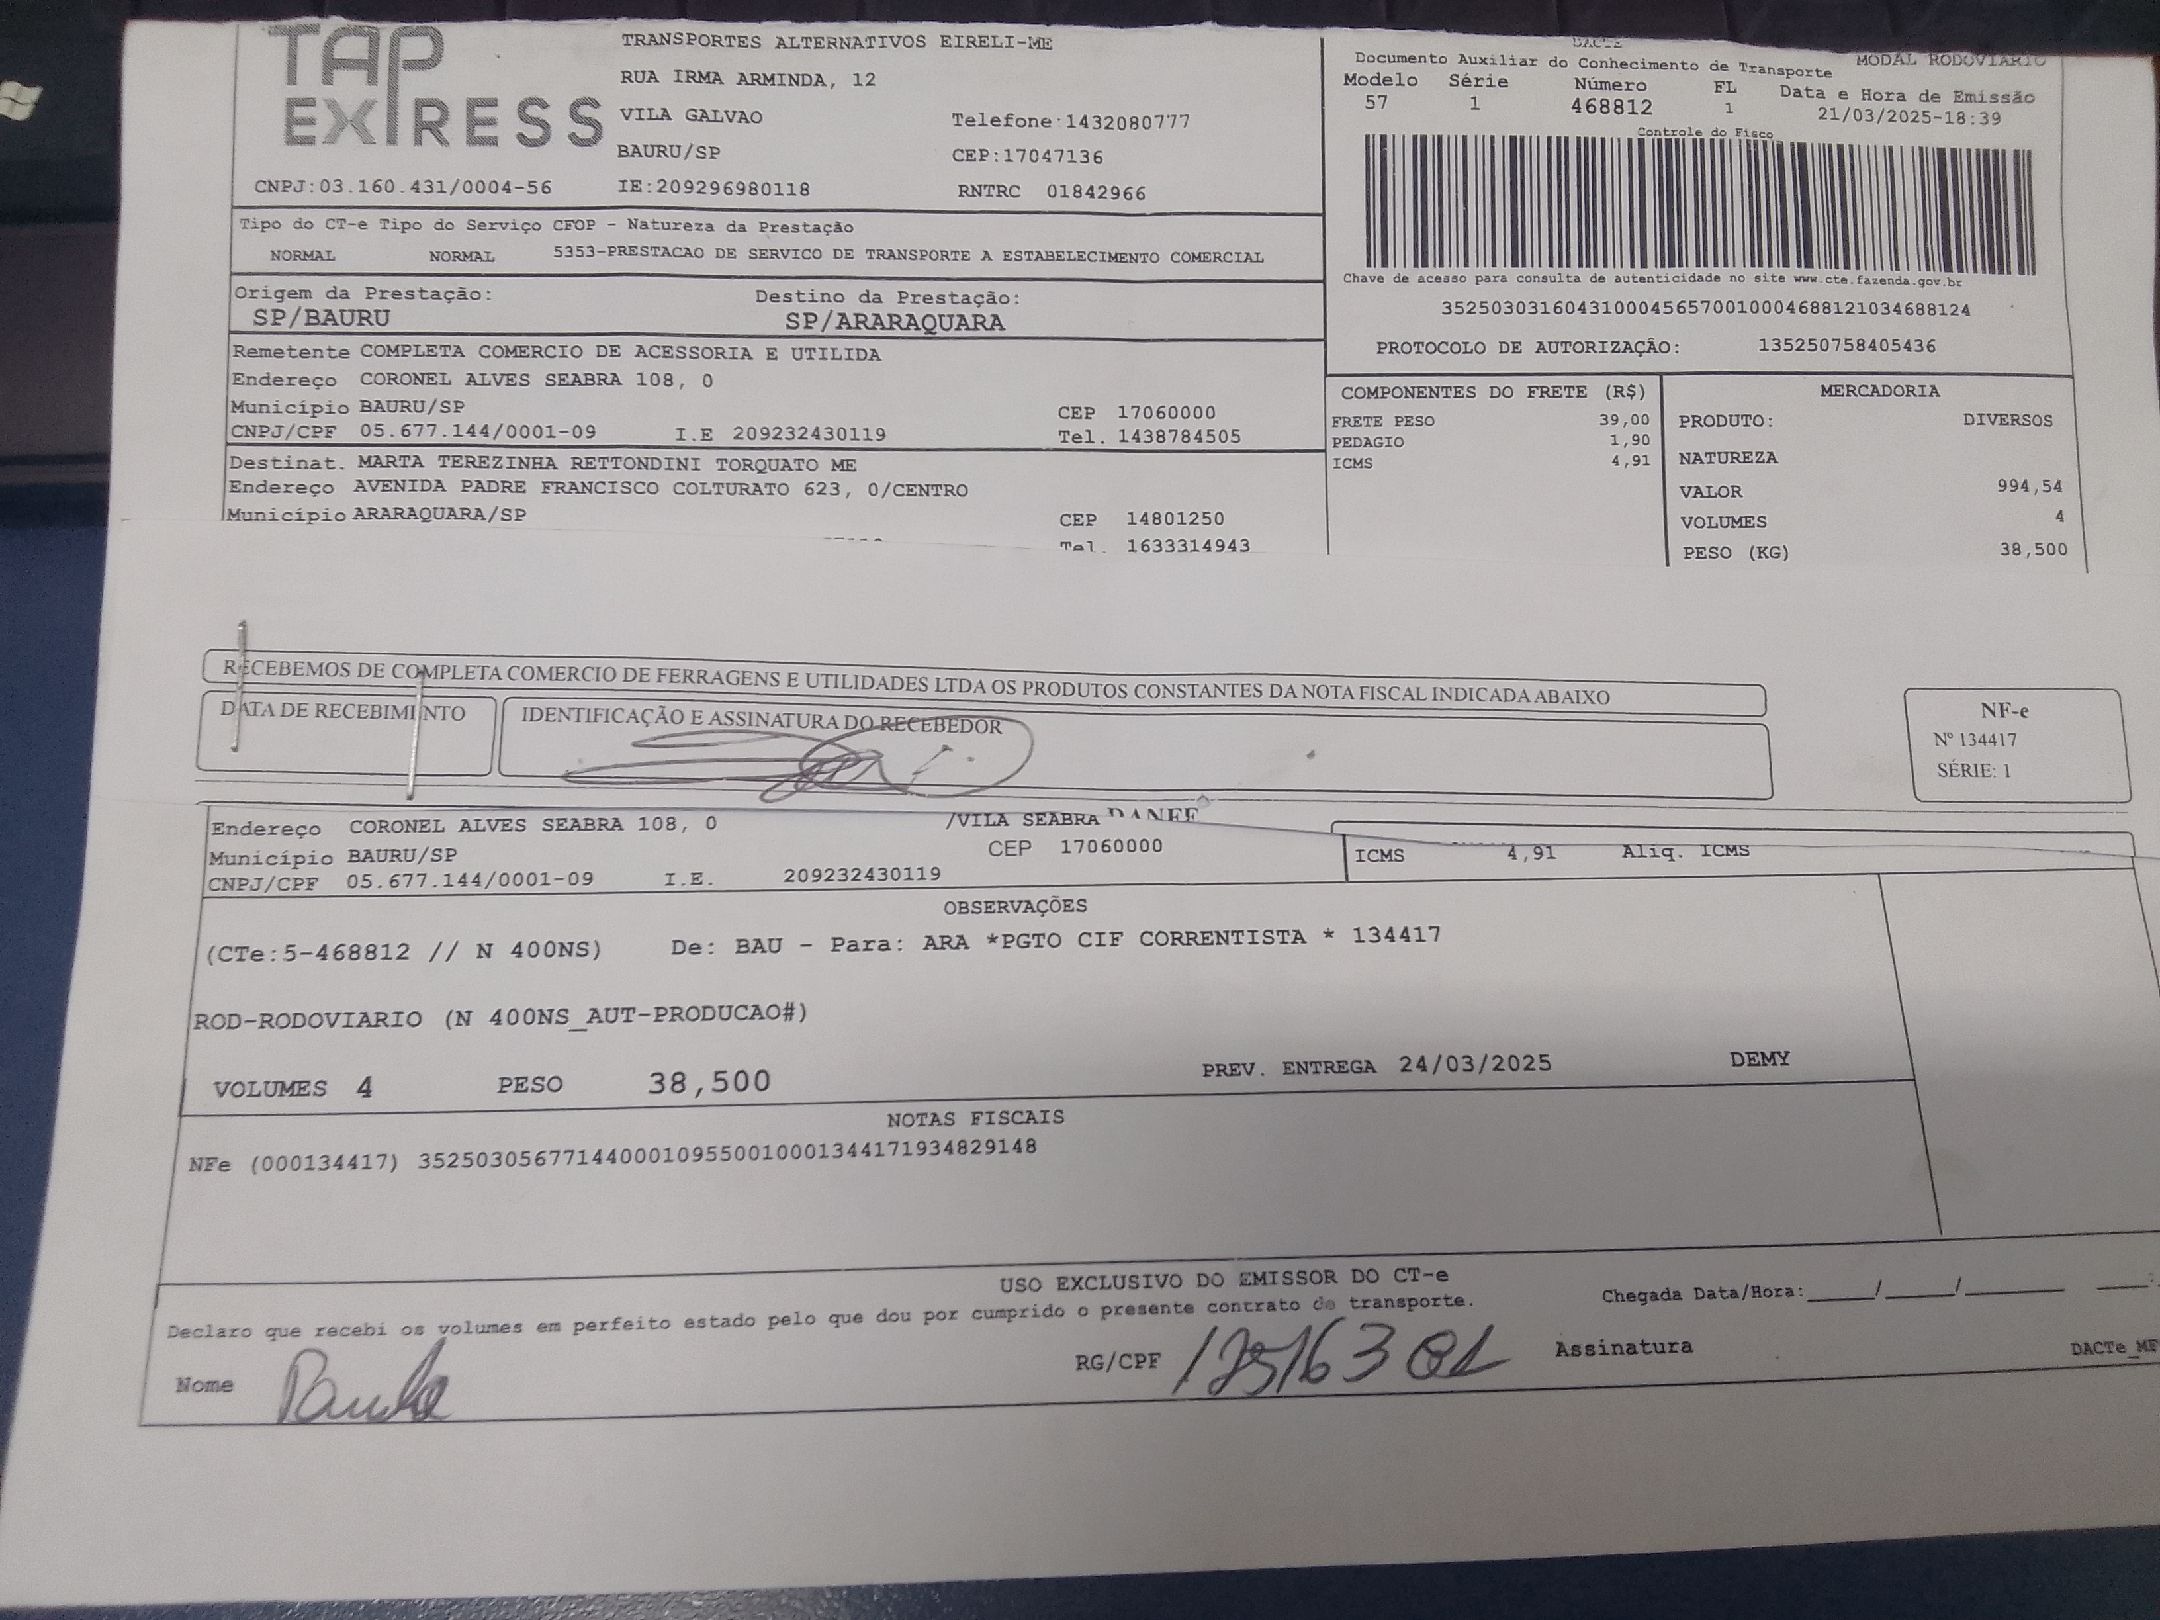 TAP EXPRESS
TRANSPORTES ALTERNATIVOS EIRELI-ME
RUA IRMA ARMINDA, 12
VILA GALVAO Telefone:1432080777
BAURU/SP CEP:17047136
CNPJ:03.160.431/0004-56 IE:209296980118 RNTRC 01842966
DACTE
Documento Auxiliar do Conhecimento de Transporte MODAL RODOVIARIO
Modelo Série Número FL Data e Hora de Emissão
57 1 468812 1 21/03/2025-18:39
Controle do Fisco
Chave de acesso para consulta de autenticidade no site www.cte.fazenda.gov.br
35250303160431000456570010004688121034688124
PROTOCOLO DE AUTORIZAÇÃO: 135250758405436
Tipo do CT-e Tipo do Serviço CFOP - Natureza da Prestação
NORMAL NORMAL 5353-PRESTACAO DE SERVICO DE TRANSPORTE A ESTABELECIMENTO COMERCIAL
Origem da Prestação: Destino da Prestação:
SP/BAURU SP/ARARAQUARA
Remetente COMPLETA COMERCIO DE ACESSORIA E UTILIDA
Endereço CORONEL ALVES SEABRA 108, 0
Município BAURU/SP CEP 17060000
CNPJ/CPF 05.677.144/0001-09 I.E 209232430119 Tel. 1438784505
Destinat. MARTA TEREZINHA RETTONDINI TORQUATO ME
Endereço AVENIDA PADRE FRANCISCO COLTURATO 623, 0/CENTRO
Município ARARAQUARA/SP CEP 14801250
Tel. 1633314943
COMPONENTES DO FRETE (R$)
FRETE PESO 39,00
PEDAGIO 1,90
ICMS 4,91
MERCADORIA
PRODUTO: DIVERSOS
NATUREZA
VALOR 994,54
VOLUMES 4
PESO (KG) 38,500
RECEBEMOS DE COMPLETA COMERCIO DE FERRAGENS E UTILIDADES LTDA OS PRODUTOS CONSTANTES DA NOTA FISCAL INDICADA ABAIXO
DATA DE RECEBIMENTO IDENTIFICAÇÃO E ASSINATURA DO RECEBEDOR
NF-e
Nº 134417
SÉRIE: 1
DANFE
Endereço CORONEL ALVES SEABRA 108, 0 /VILA SEABRA
Município BAURU/SP CEP 17060000
CNPJ/CPF 05.677.144/0001-09 I.E. 209232430119
ICMS 4,91 Aliq. ICMS
OBSERVAÇÕES
(CTe:5-468812 // N 400NS) De: BAU - Para: ARA *PGTO CIF CORRENTISTA * 134417
ROD-RODOVIARIO (N 400NS_AUT-PRODUCAO#)
VOLUMES 4 PESO 38,500 PREV. ENTREGA 24/03/2025 DEMY
NOTAS FISCAIS
NFe (000134417) 35250305677144000109550010001344171934829148
USO EXCLUSIVO DO EMISSOR DO CT-e
Declaro que recebi os volumes em perfeito estado pelo que dou por cumprido o presente contrato de transporte.
Chegada Data/Hora:_____/_____/_______ ____:
Nome RG/CPF Assinatura DACTe_MF